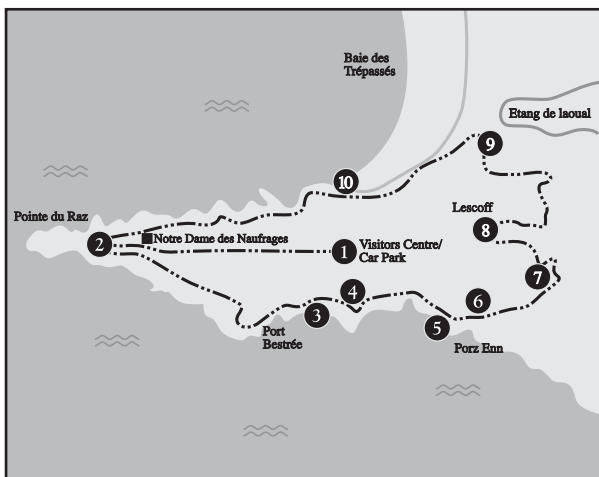 Baie des
Trépassés
Etang de laoual
9
10
Lescoff
Pointe du Raz
8
2
Notre Dame des Naufrages
1
Visitors Centre/
Car Park
7
4
6
3
5
Port
Bestrée
Porz Enn